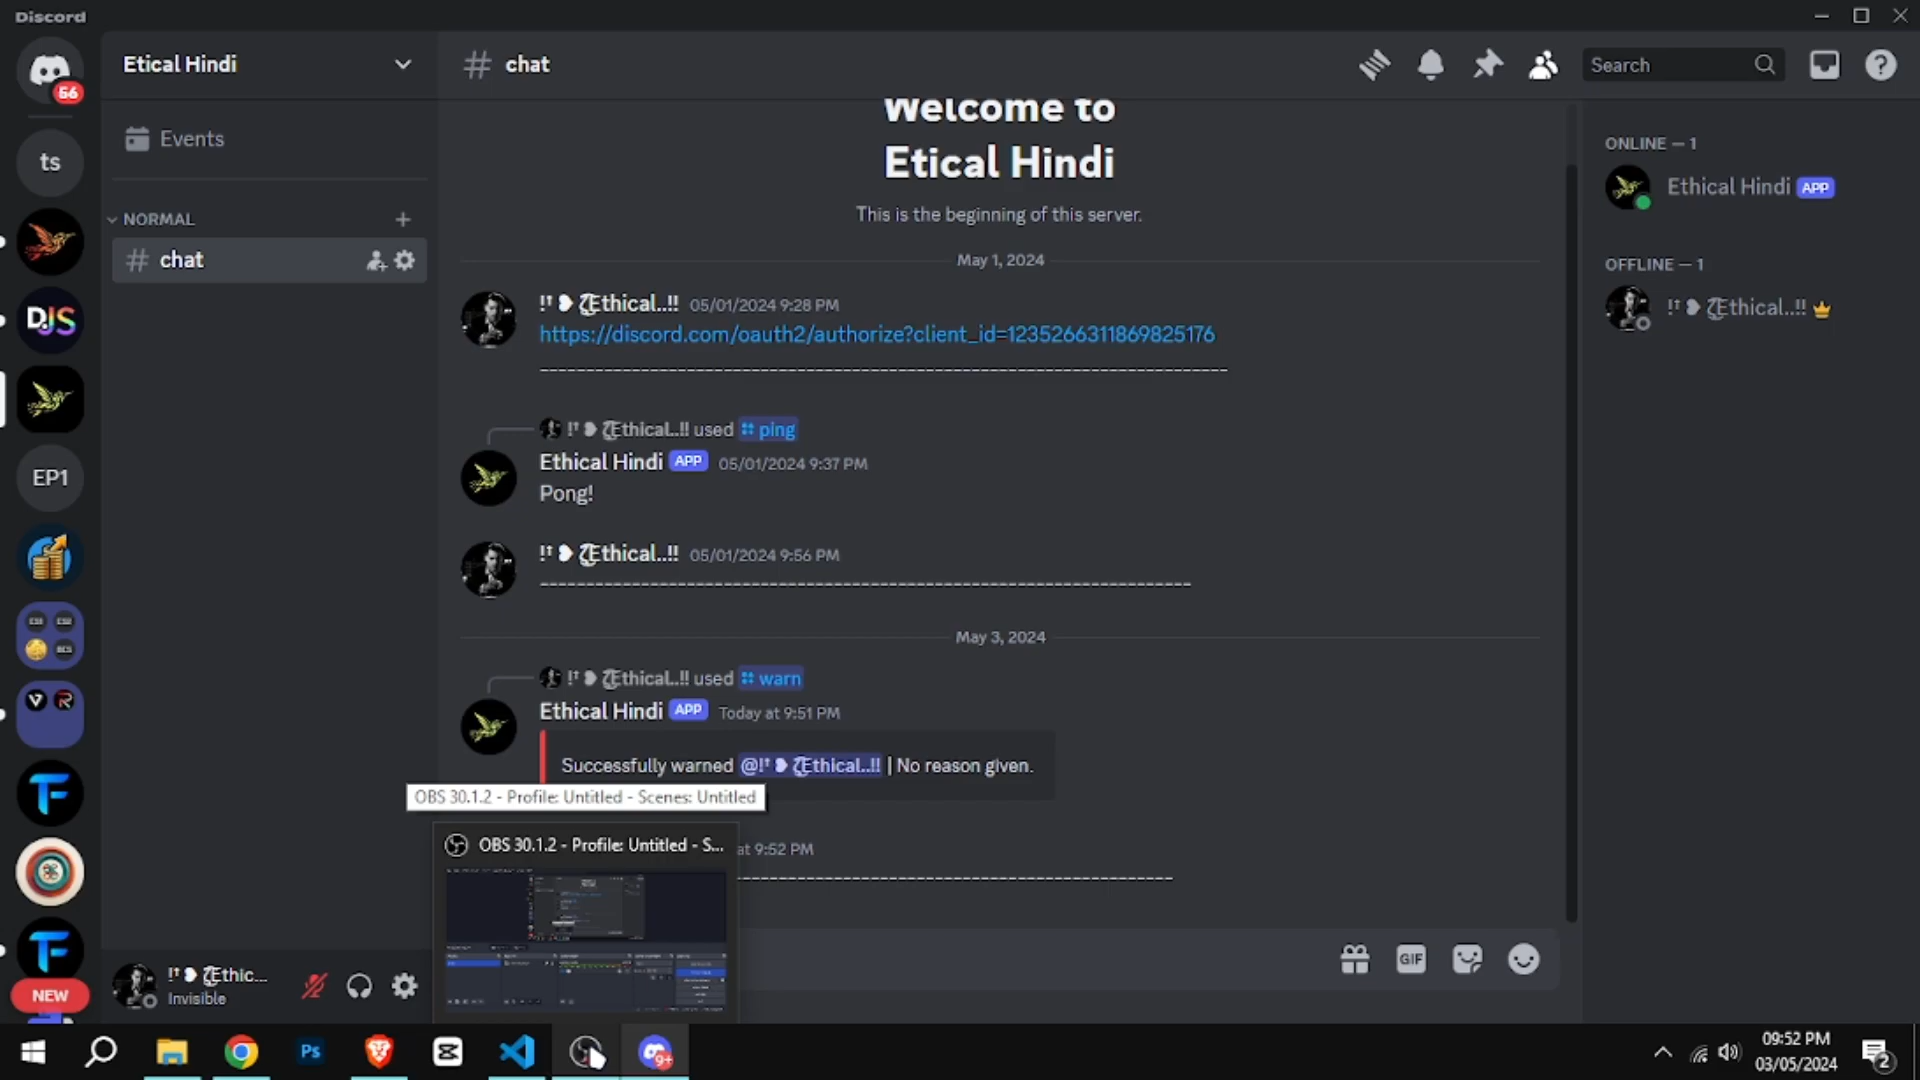 Discord
Etical Hindi
# chat
Search
56
ts
DJS
EP1
NEW
Events
NORMAL
# chat
Welcome to
Etical Hindi
This is the beginning of this server.
May 1, 2024
Ethical..!! 05/01/2024 9:28 PM
https://discord.com/oauth2/authorize?client_id=1235266311869825176
Ethical..!! used ping
Ethical Hindi APP 05/01/2024 9:37 PM
Pong!
Ethical..!! 05/01/2024 9:56 PM
May 3, 2024
Ethical..!! used warn
Ethical Hindi APP Today at 9:51 PM
Successfully warned @Ethical..!! | No reason given.
OBS 30.1.2 - Profile: Untitled - Scenes: Untitled
OBS 30.1.2 - Profile: Untitled - S...
at 9:52 PM
GIF
ONLINE — 1
Ethical Hindi APP
OFFLINE — 1
Ethical..!!
Ethic...
Invisible
Ps
9+
09:52 PM
03/05/2024
2